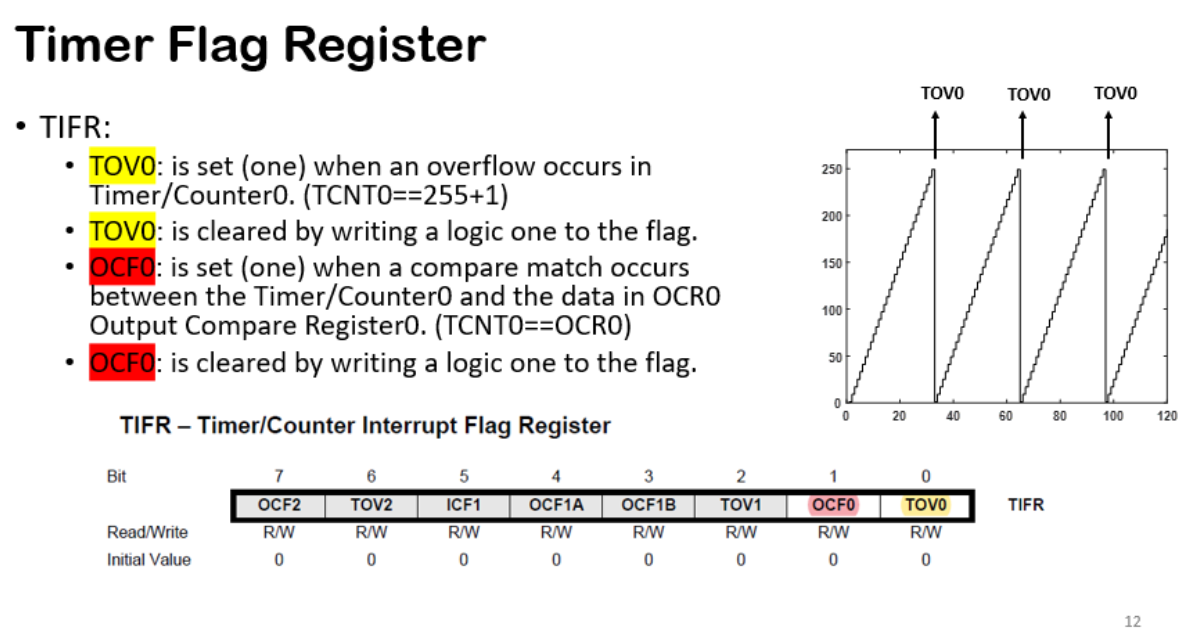 Timer Flag Register
• TIFR:
• TOV0: is set (one) when an overflow occurs in
Timer/Counter0. (TCNT0==255+1)
• TOV0: is cleared by writing a logic one to the flag.
• OCF0: is set (one) when a compare match occurs
between the Timer/Counter0 and the data in OCR0
Output Compare Register0. (TCNT0==OCR0)
• OCF0: is cleared by writing a logic one to the flag.
TOV0 TOV0 TOV0
250
200
150
100
50
0
0 20 40 60 80 100 120
TIFR – Timer/Counter Interrupt Flag Register
Bit 7 6 5 4 3 2 1 0
OCF2 TOV2 ICF1 OCF1A OCF1B TOV1 OCF0 TOV0 TIFR
Read/Write R/W R/W R/W R/W R/W R/W R/W R/W
Initial Value 0 0 0 0 0 0 0 0
12